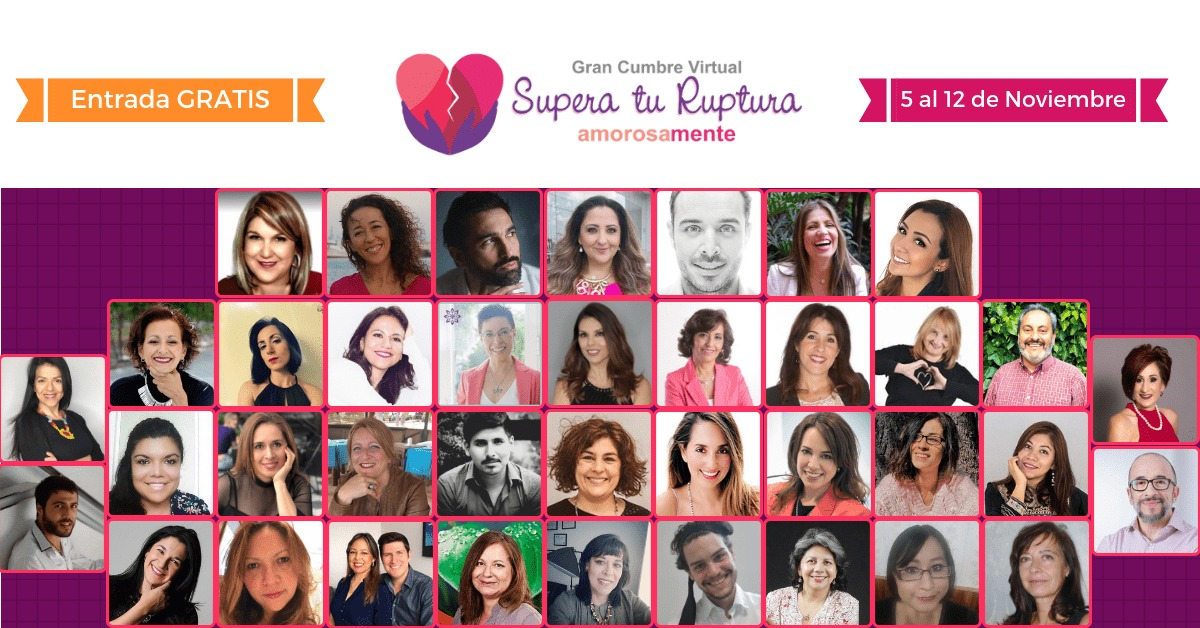 Entrada GRATIS
Gran Cumbre Virtual
Supera tu Ruptura
amorosamente
5 al 12 de Noviembre